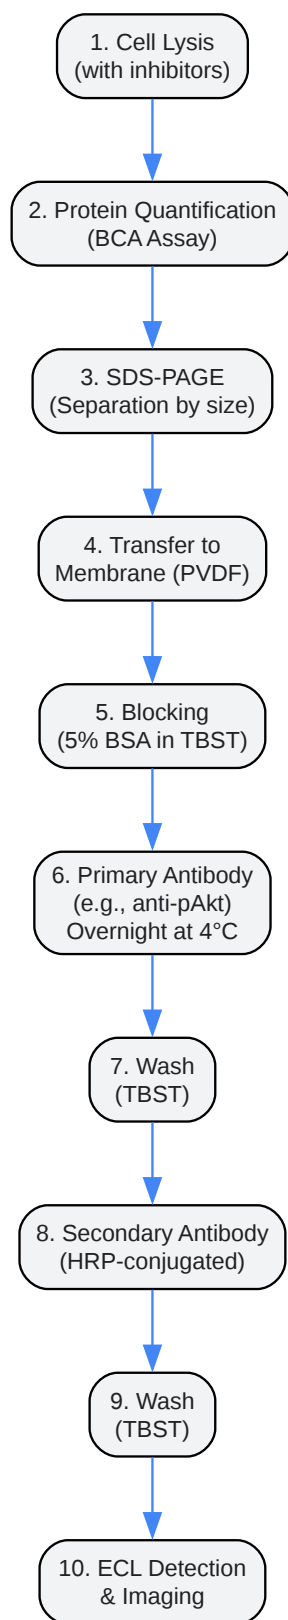 1. Cell Lysis
(with inhibitors)
2. Protein Quantification
(BCA Assay)
3. SDS-PAGE
(Separation by size)
4. Transfer to
Membrane (PVDF)
5. Blocking
(5% BSA in TBST)
6. Primary Antibody
(e.g., anti-pAkt)
Overnight at 4°C
7. Wash
(TBST)
8. Secondary Antibody
(HRP-conjugated)
9. Wash
(TBST)
10. ECL Detection
& Imaging